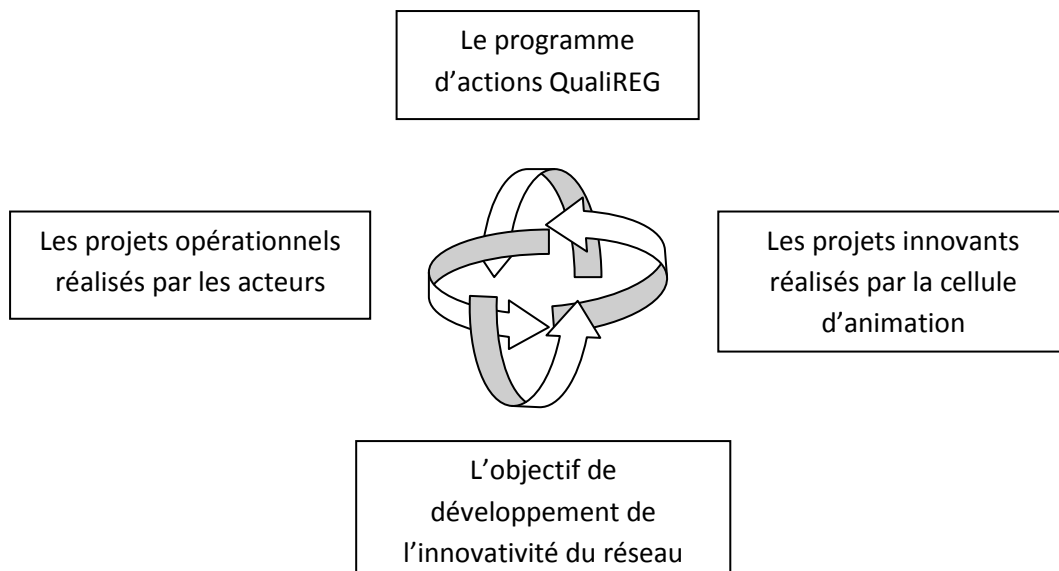 Le programme
d’actions QualiREG
Les projets opérationnels
réalisés par les acteurs
Les projets innovants
réalisés par la cellule
d’animation
L’objectif de
développement de
l’innovativité du réseau